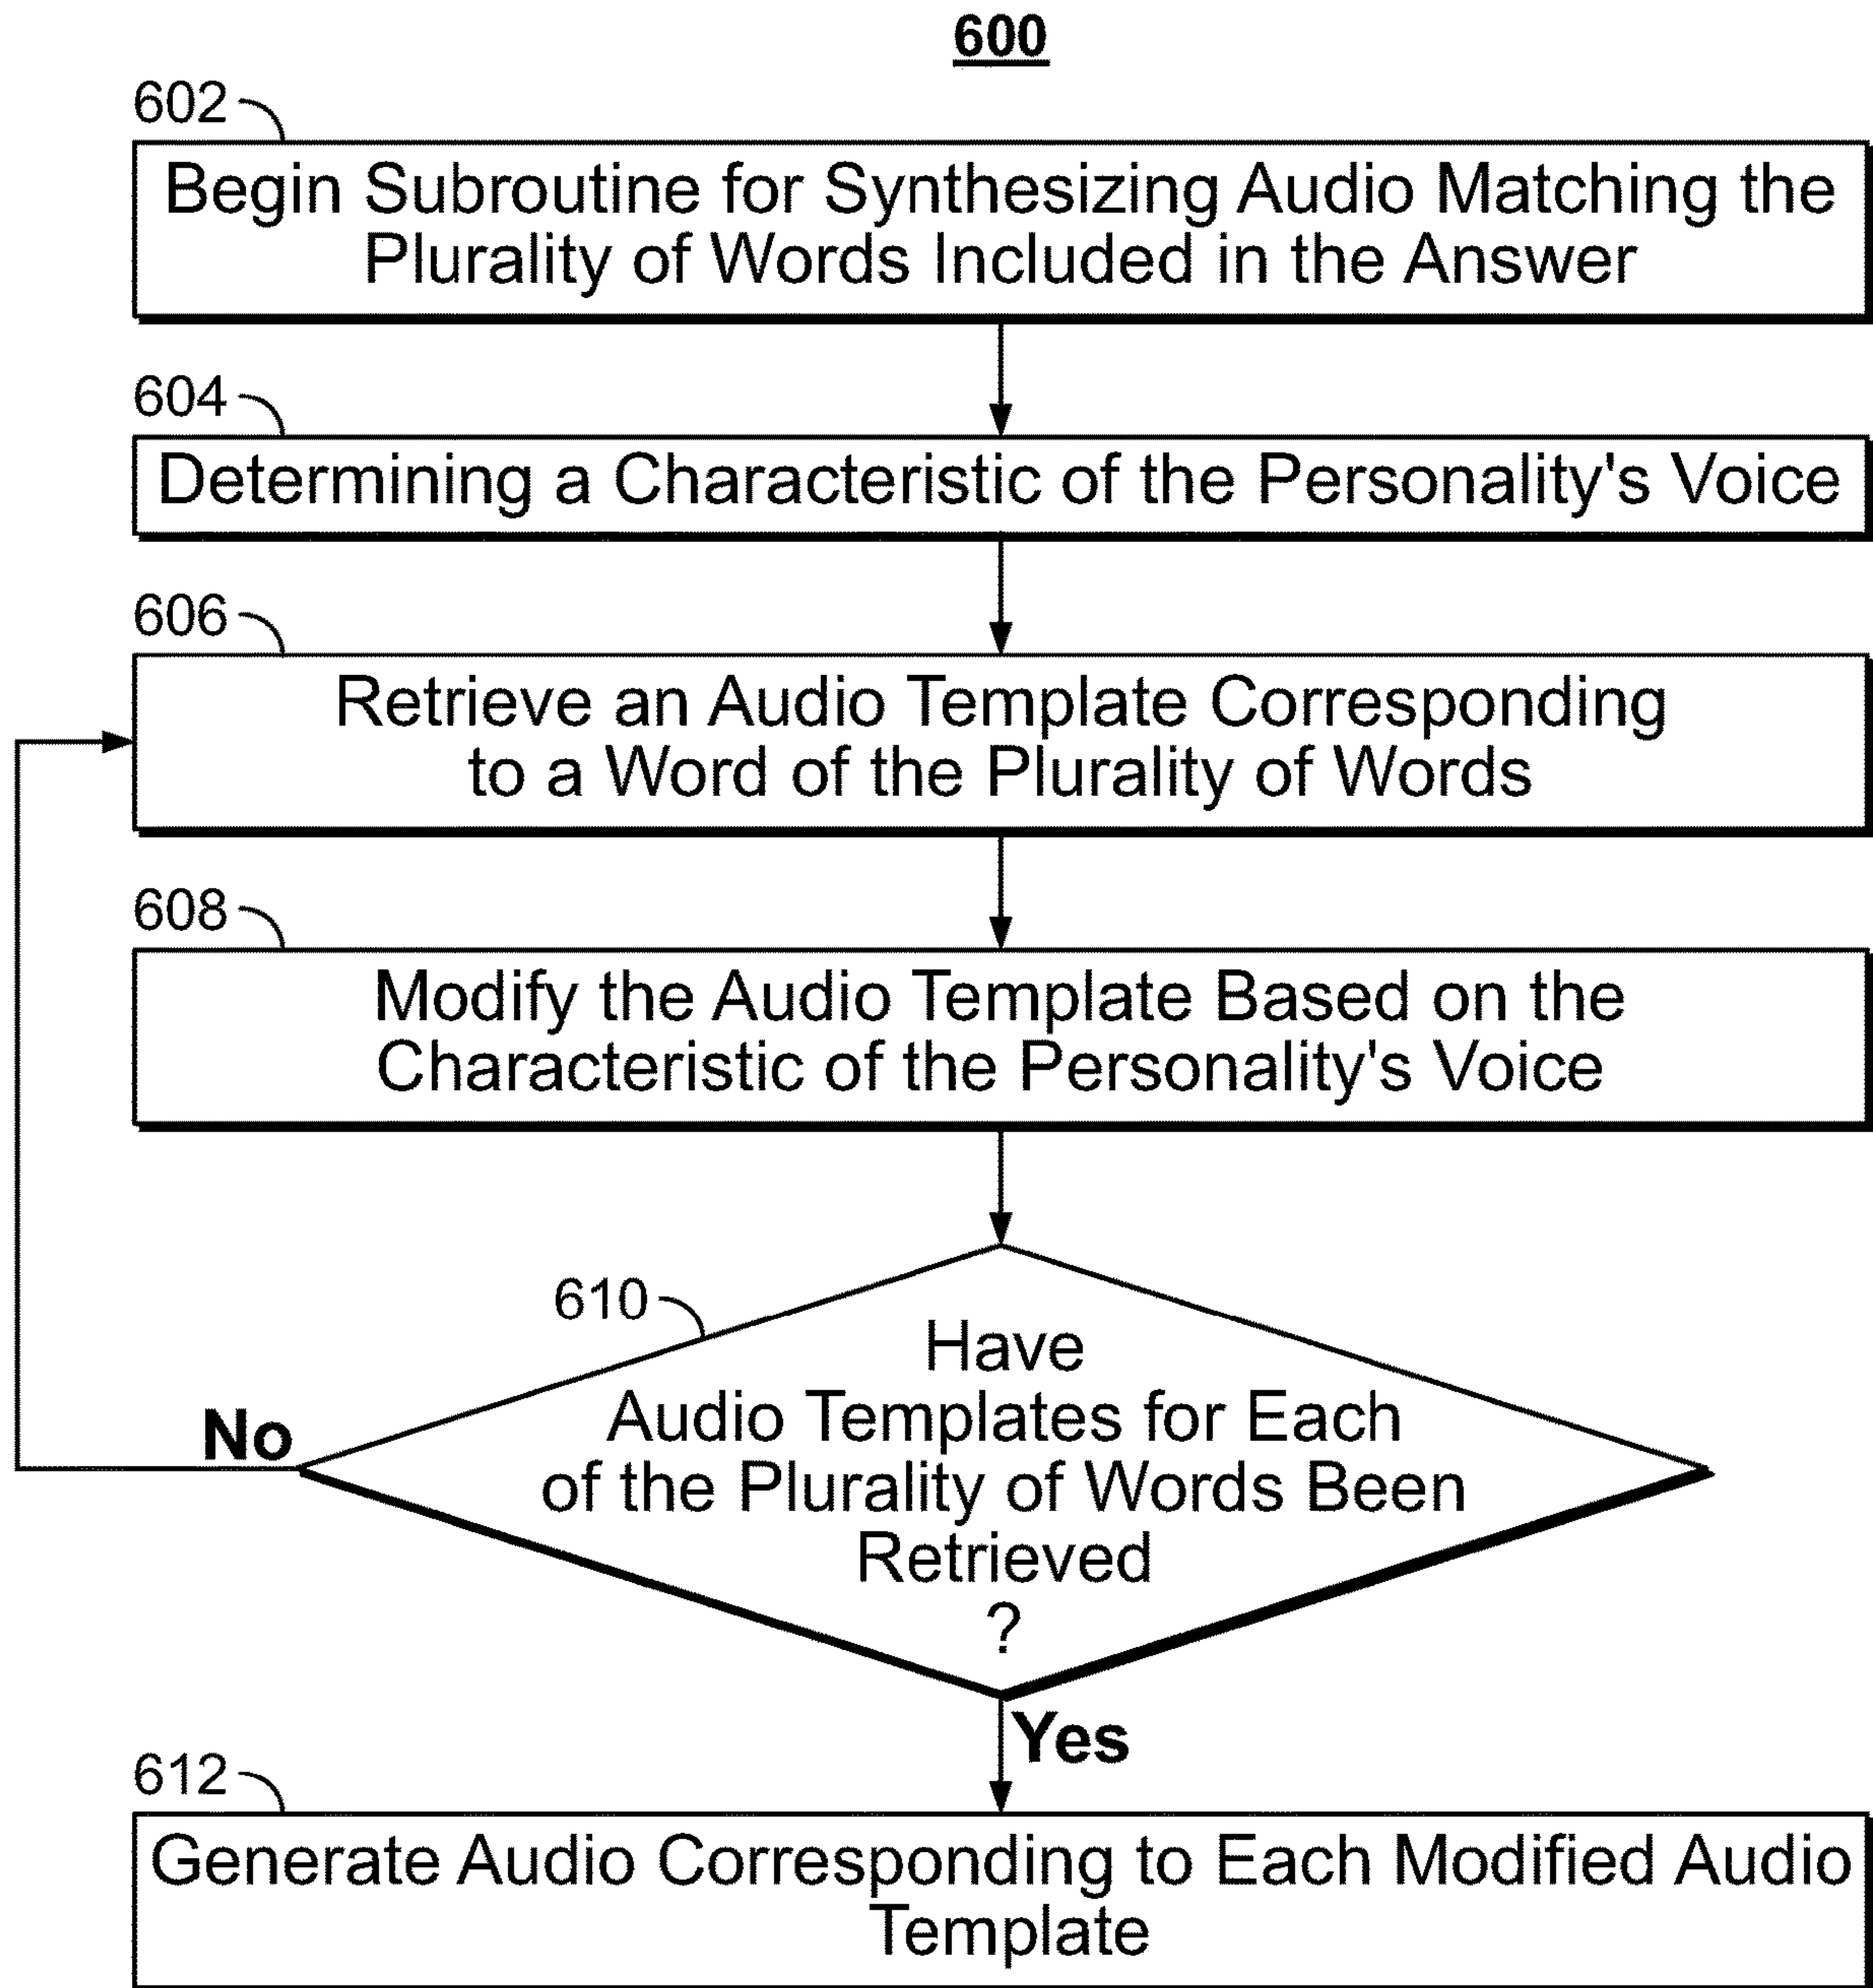 600
602
Begin Subroutine for Synthesizing Audio Matching the
Plurality of Words Included in the Answer
604
Determining a Characteristic of the Personality's Voice
606
Retrieve an Audio Template Corresponding
to a Word of the Plurality of Words
608
Modify the Audio Template Based on the
Characteristic of the Personality's Voice
610
Have
Audio Templates for Each
of the Plurality of Words Been
Retrieved
?
No
Yes
612
Generate Audio Corresponding to Each Modified Audio
Template